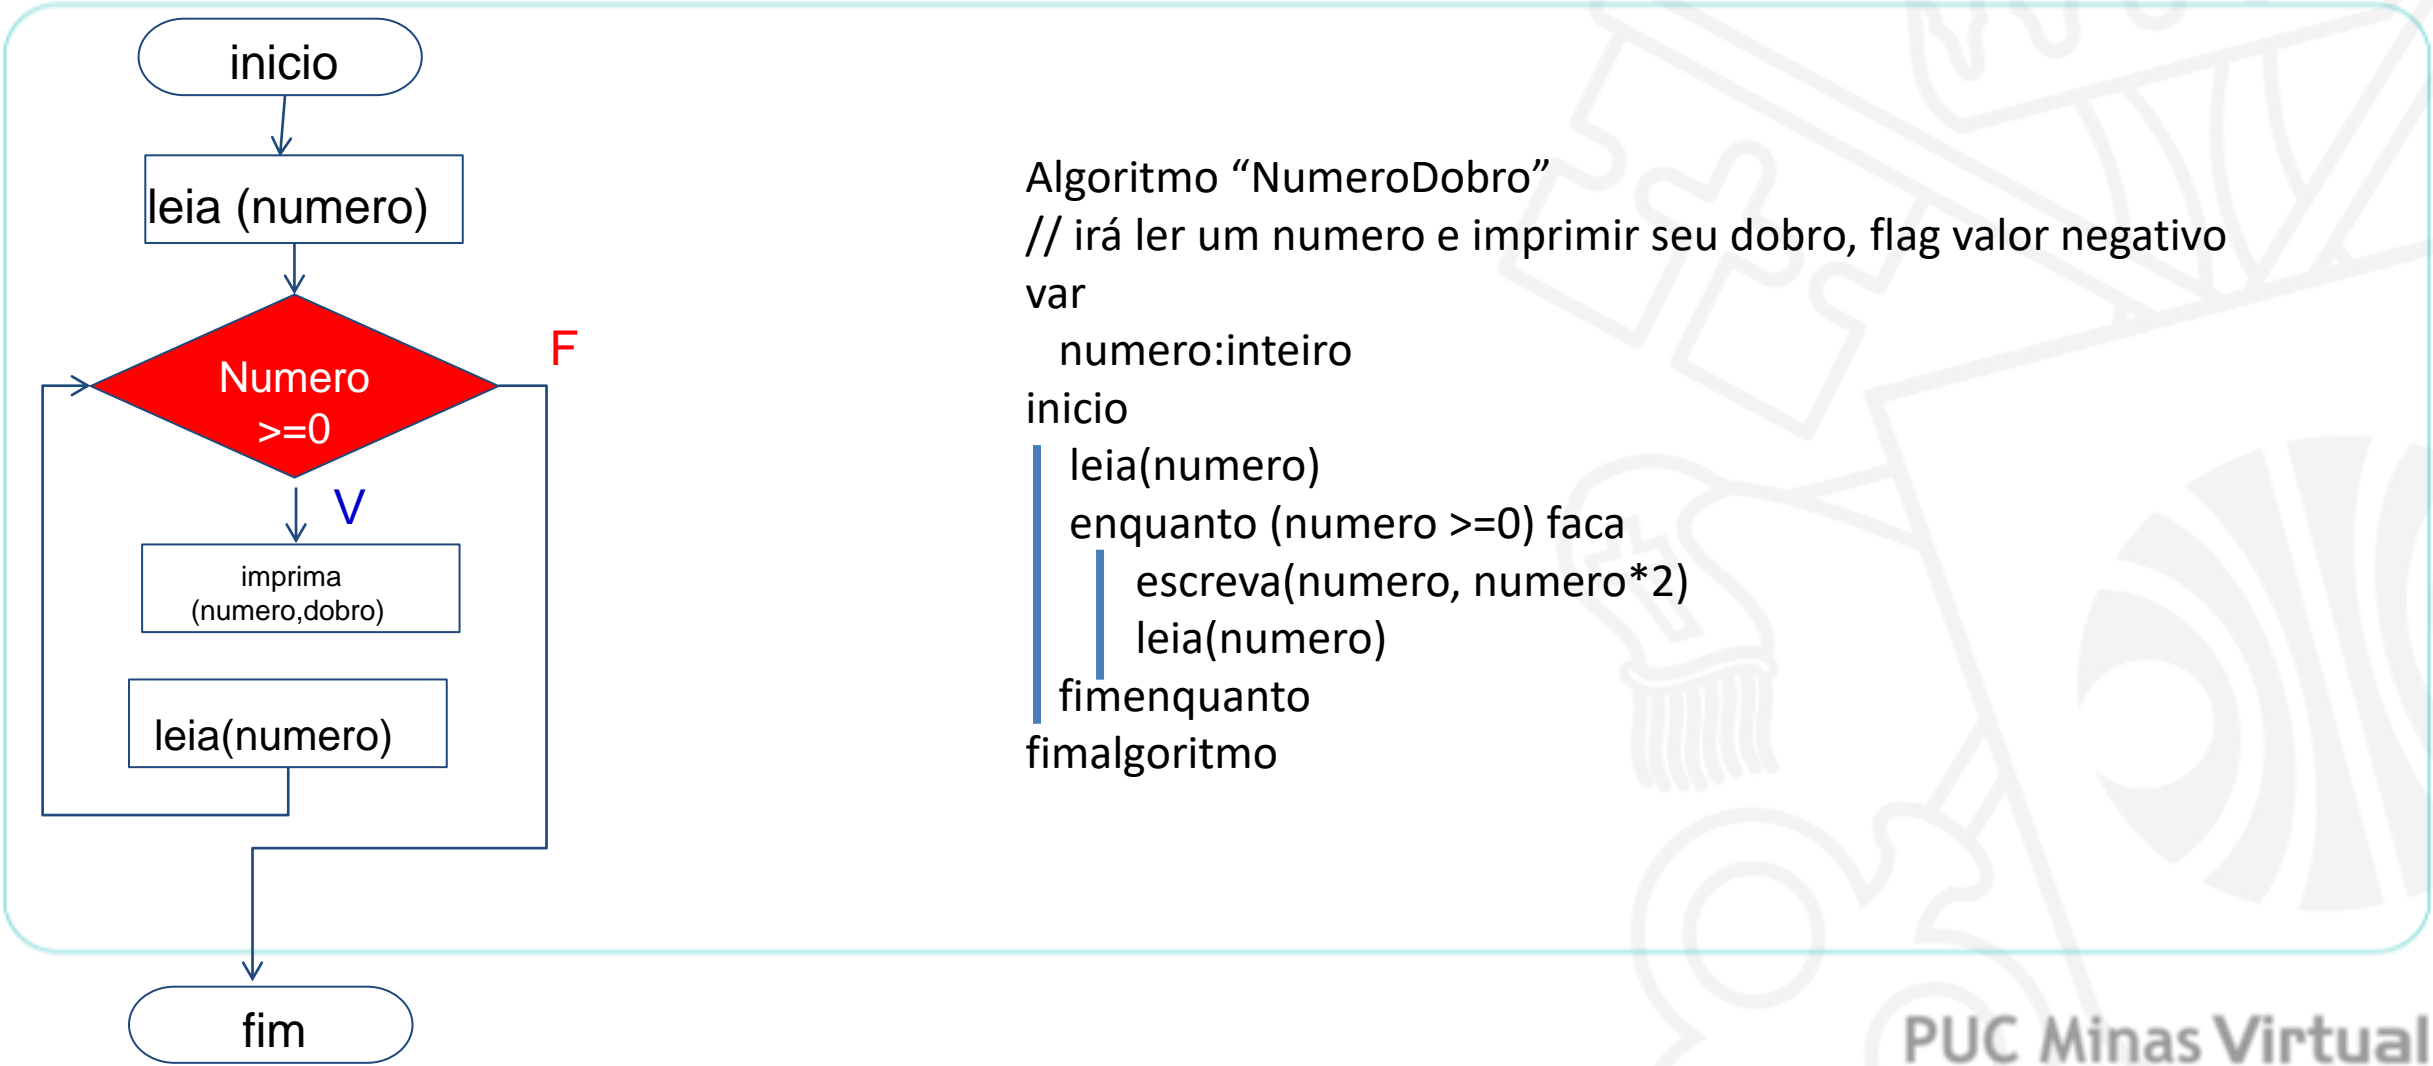 inicio
leia (numero)
Numero
>=0
F
V
imprima
(numero,dobro)
leia(numero)
fim
Algoritmo “NumeroDobro”
// irá ler um numero e imprimir seu dobro, flag valor negativo
var
numero:inteiro
inicio
leia(numero)
enquanto (numero >=0) faca
escreva(numero, numero*2)
leia(numero)
fimenquanto
fimalgoritmo
PUC Minas Virtual